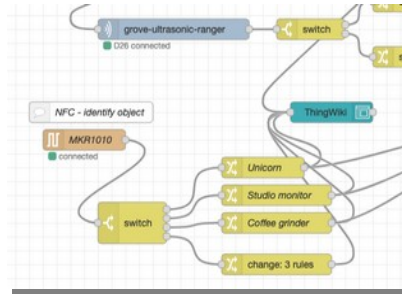 grove-ultrasonic-ranger
switch
D26 connected
NFC - identify object
ThingWiki
MKR1010
connected
Unicorn
Studio monitor
switch
Coffee grinder
change: 3 rules